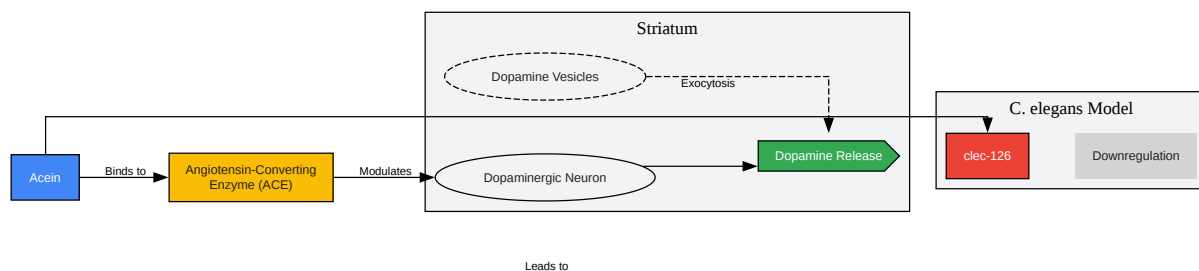 Striatum
Dopamine Vesicles
Exocytosis
C. elegans Model
Dopamine Release
clec-126
Downregulation
Acein
Binds to
Angiotensin-Converting
Enzyme (ACE)
Modulates
Dopaminergic Neuron
Leads to